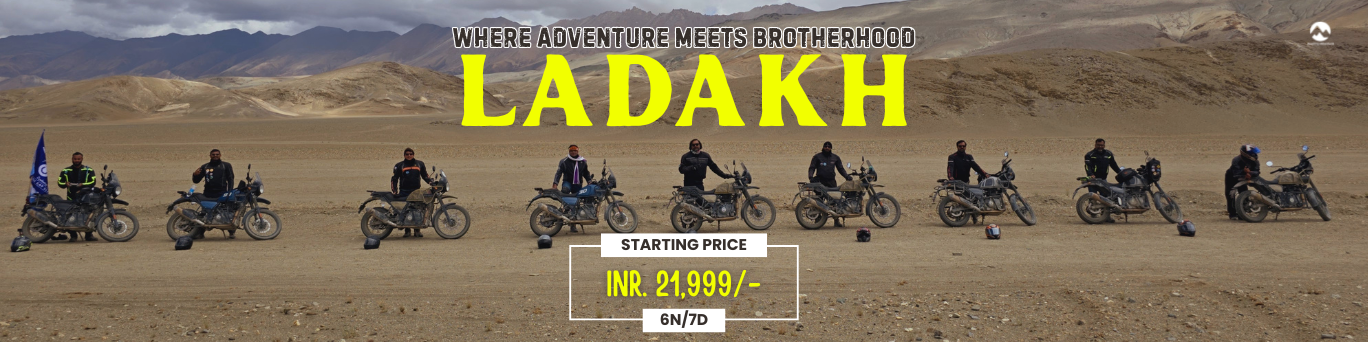 WHERE ADVENTURE MEETS BROTHERHOOD
LADAKH
STARTING PRICE
INR. 21,999/-
6N/7D